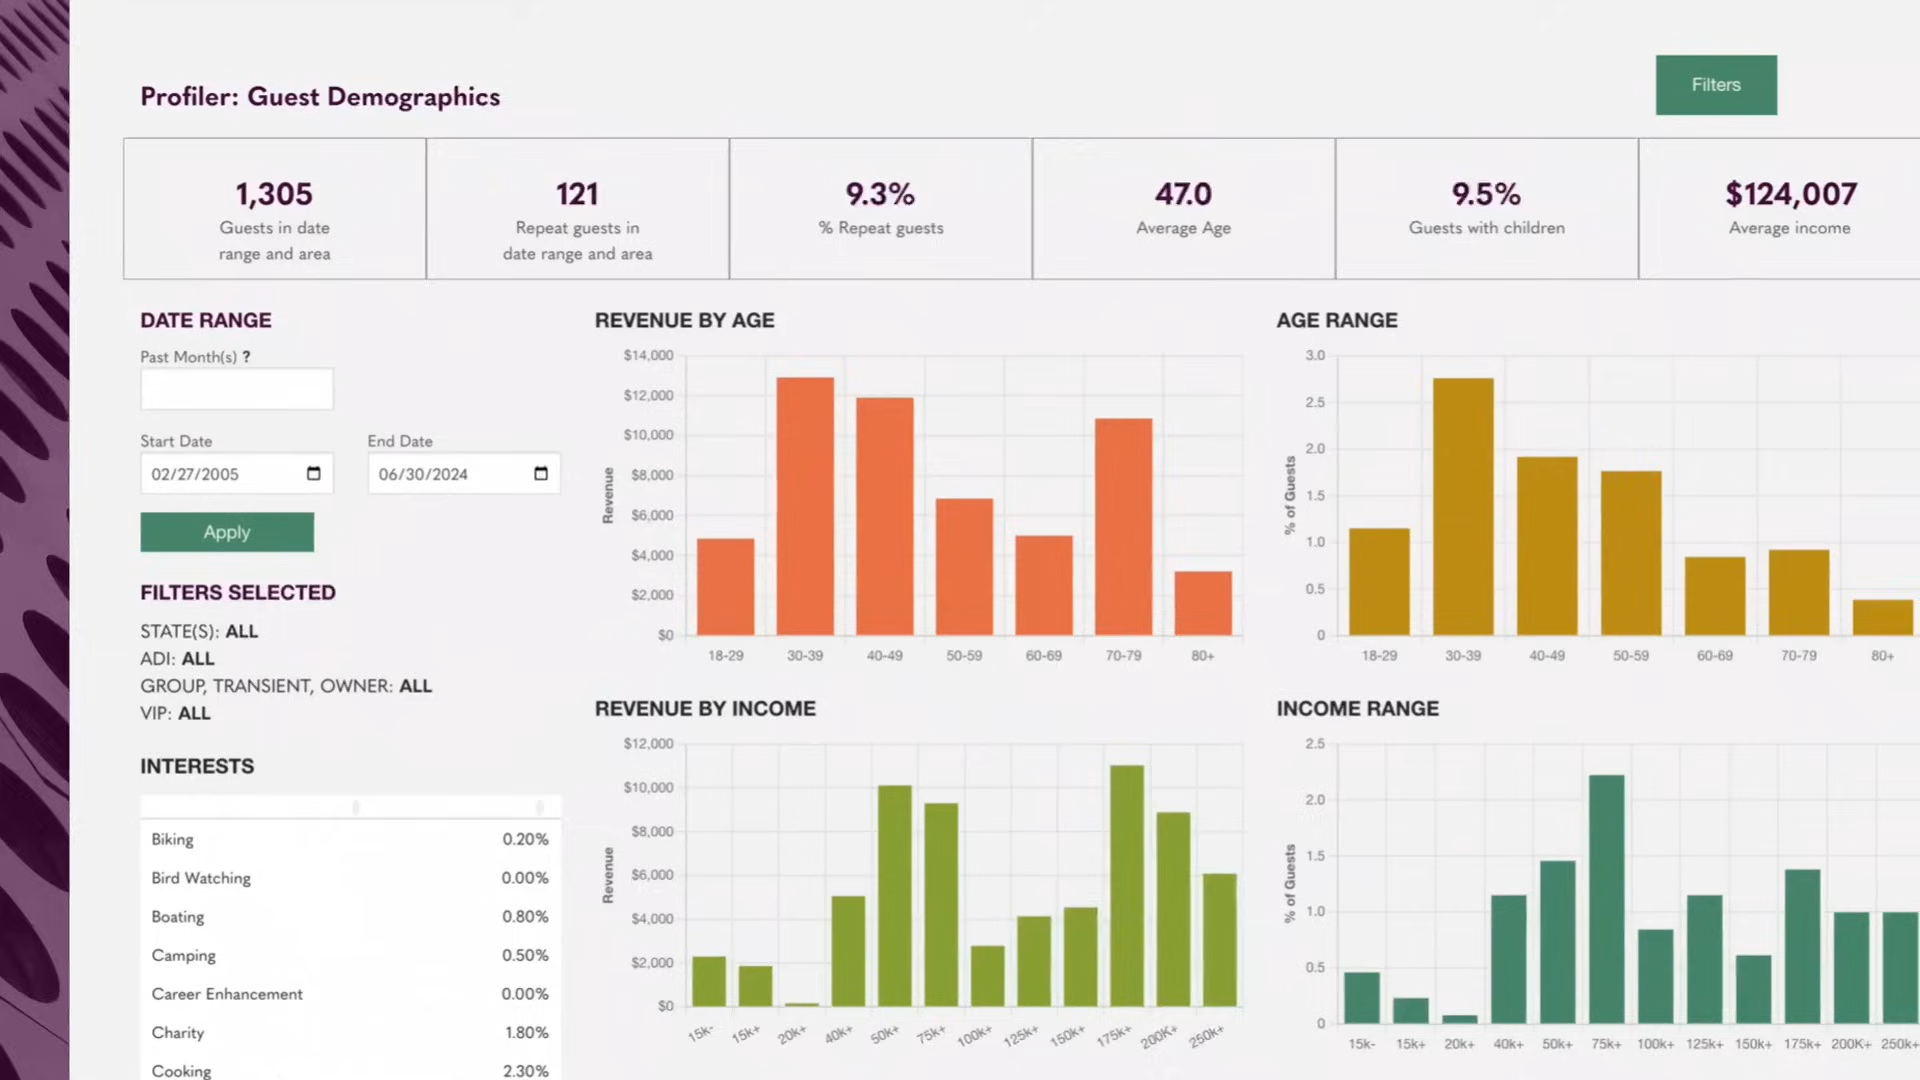 Profiler: Guest Demographics
Filters
1,305
Guests in date
range and area
121
Repeat guests in
date range and area
9.3%
% Repeat guests
47.0
Average Age
9.5%
Guests with children
$124,007
Average income
DATE RANGE
Past Month(s) ?
Start Date
End Date
02/27/2005
06/30/2024
Apply
FILTERS SELECTED
STATE(S): ALL
ADI: ALL
GROUP, TRANSIENT, OWNER: ALL
VIP: ALL
INTERESTS
Biking 0.20%
Bird Watching 0.00%
Boating 0.80%
Camping 0.50%
Career Enhancement 0.00%
Charity 1.80%
Cooking 2.30%
REVENUE BY AGE
$14,000
$12,000
$10,000
$8,000
$6,000
$4,000
$2,000
$0
Revenue
18-29 30-39 40-49 50-59 60-69 70-79 80+
AGE RANGE
3.0
2.5
2.0
1.5
1.0
0.5
0
% of Guests
18-29 30-39 40-49 50-59 60-69 70-79 80+
REVENUE BY INCOME
$12,000
$10,000
$8,000
$6,000
$4,000
$2,000
$0
Revenue
15k- 15k+ 20k+ 40k+ 50k+ 75k+ 100k+ 125k+ 150k+ 175k+ 200K+ 250k+
INCOME RANGE
2.5
2.0
1.5
1.0
0.5
0
% of Guests
15k- 15k+ 20k+ 40k+ 50k+ 75k+ 100k+ 125k+ 150k+ 175k+ 200K+ 250k+